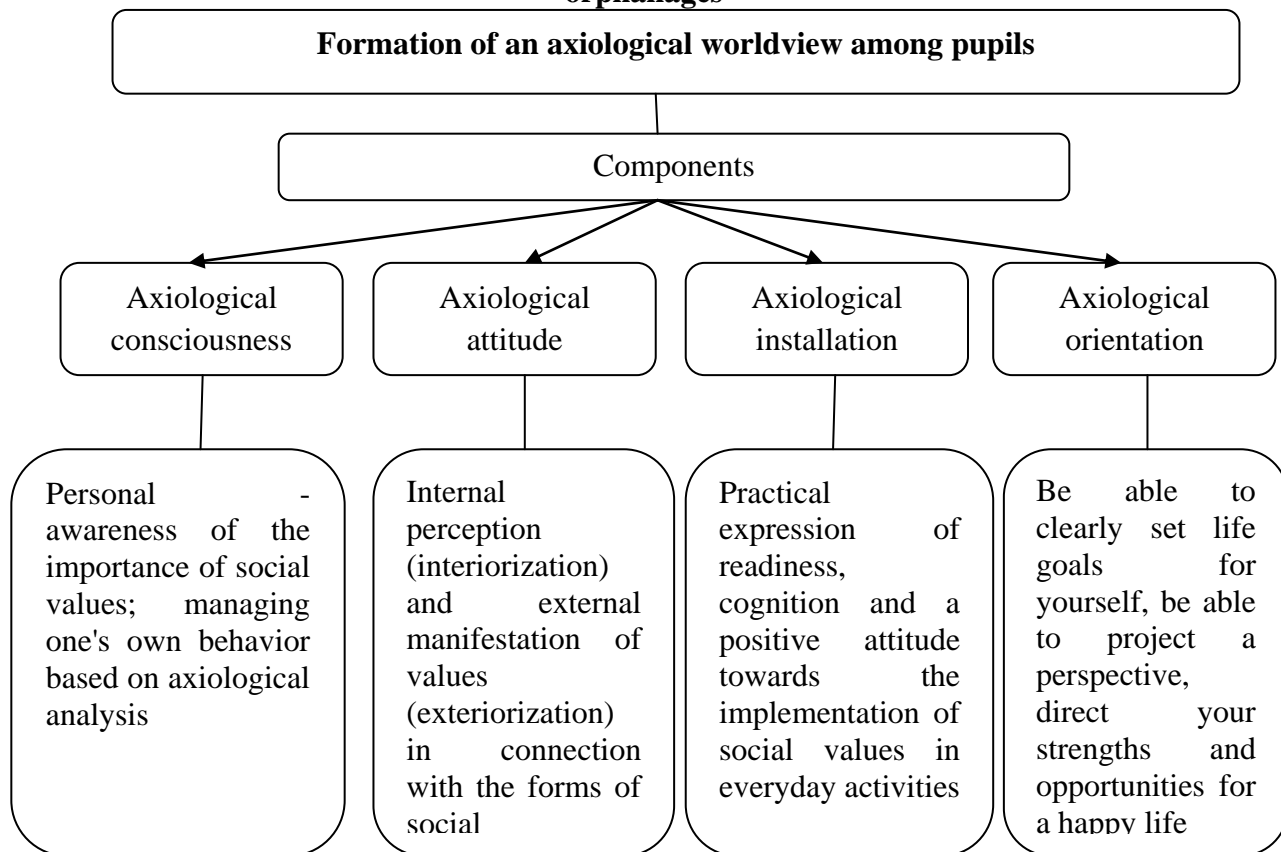 orphanages
Formation of an axiological worldview among pupils
Components
Axiological
consciousness
Axiological
attitude
Axiological
installation
Axiological
orientation
Personal -
awareness of the
importance of social
values; managing
one's own behavior
based on axiological
analysis
Internal
perception
(interiorization)
and external
manifestation of
values
(exteriorization)
in connection
with the forms of
social
Practical
expression of
readiness,
cognition and a
positive attitude
towards the
implementation of
social values in
everyday activities
Be able to
clearly set life
goals for
yourself, be able
to project a
perspective,
direct your
strengths and
opportunities for
a happy life